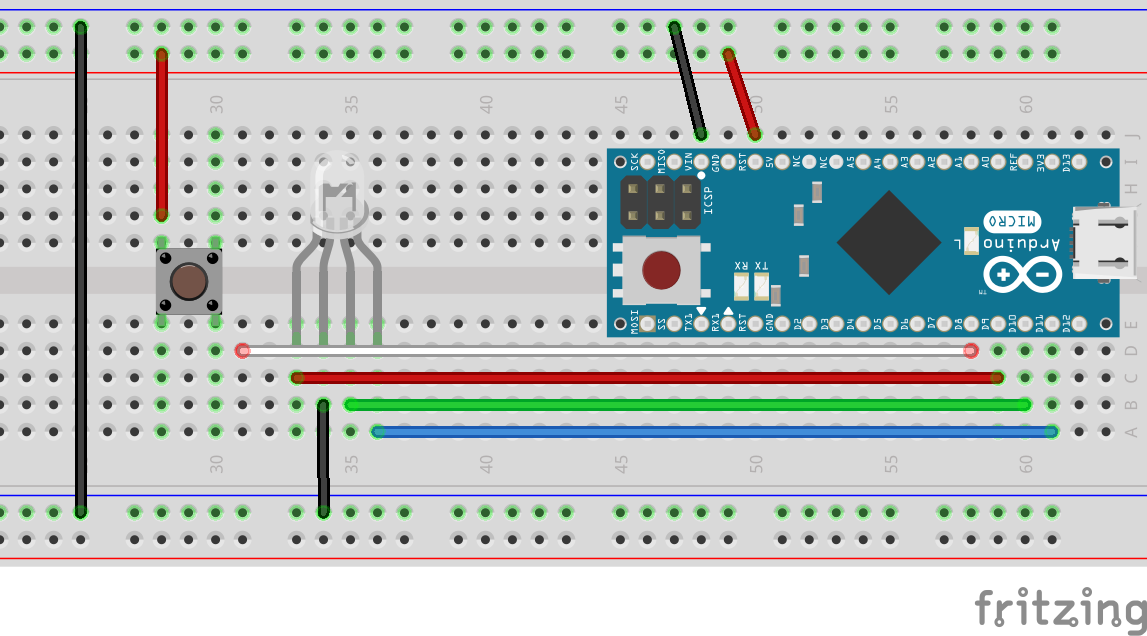 30 35 40 45 50 55 60
J
SCK MISO VIN GND RST 5V NC NC A5 A4 A3 A2 A1 A0 REF 3V3 D13
I
H
ICSP
MICRO
Arduino
L
RX TX
TM
MOSI SS TX1 RX1 RST GND D2 D3 D4 D5 D6 D7 D8 D9 D10 D11 D12
E
D
C
B
A
30 35 40 45 50 55 60
fritzing